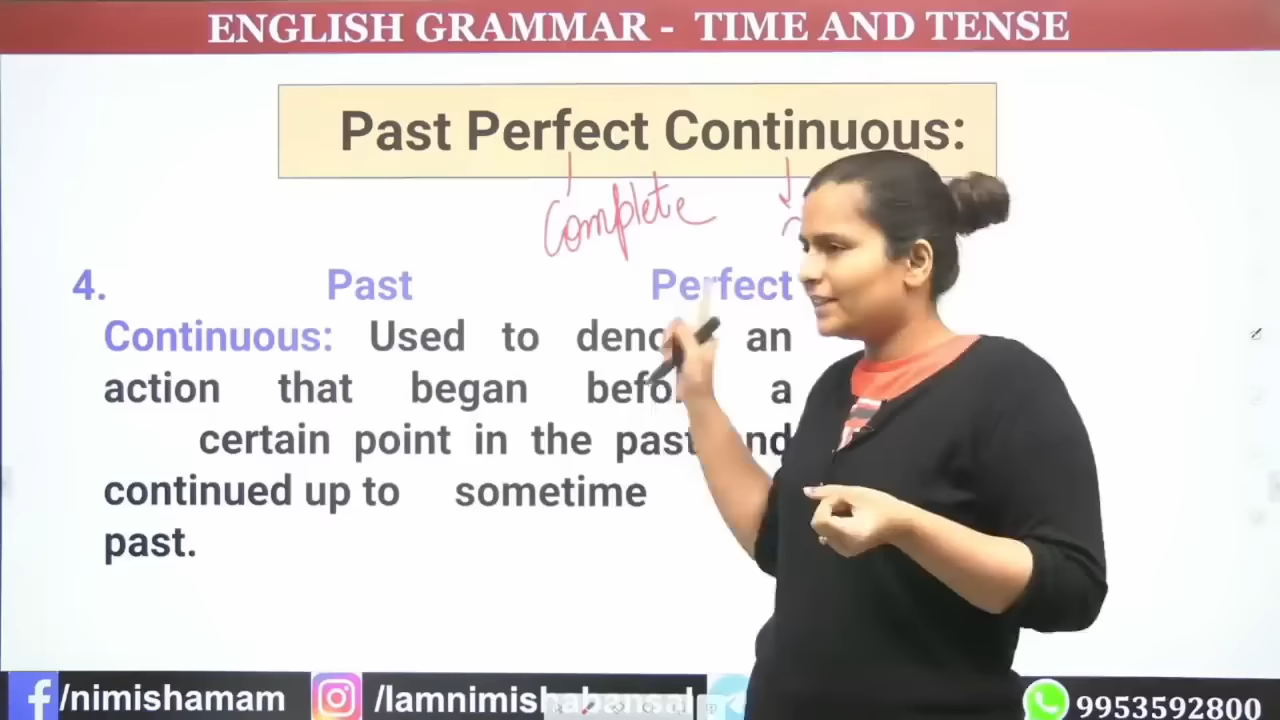 ENGLISH GRAMMAR - TIME AND TENSE
Past Perfect Continuous:
Complete
4. Past Perfect
Continuous: Used to an
action that began a
certain point in the past
continued up to sometime
past.
/nimishamam /Iamnimishabansal 9953592800